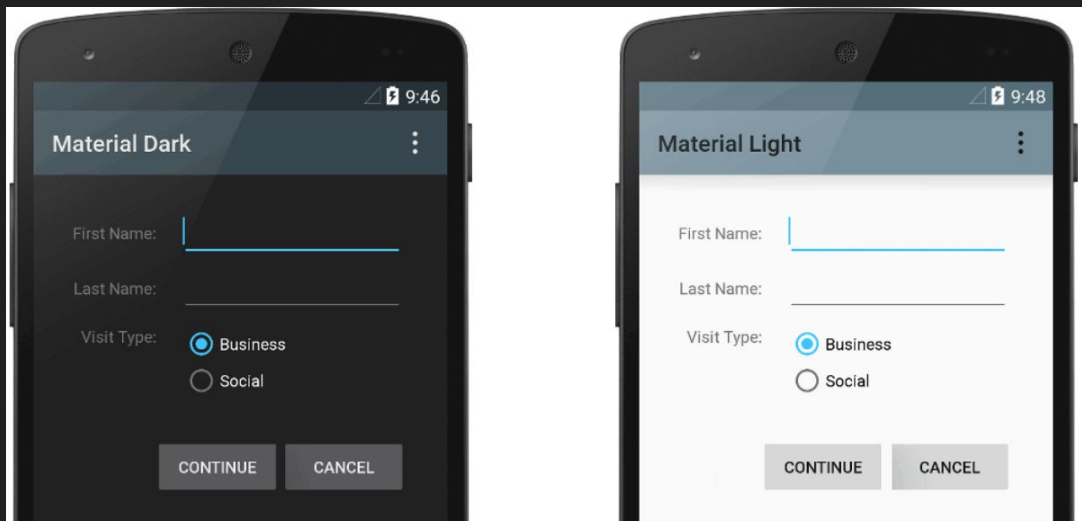 9:46
Material Dark
First Name:
Last Name:
Visit Type:
Business
Social
CONTINUE CANCEL
9:48
Material Light
First Name:
Last Name:
Visit Type:
Business
Social
CONTINUE CANCEL